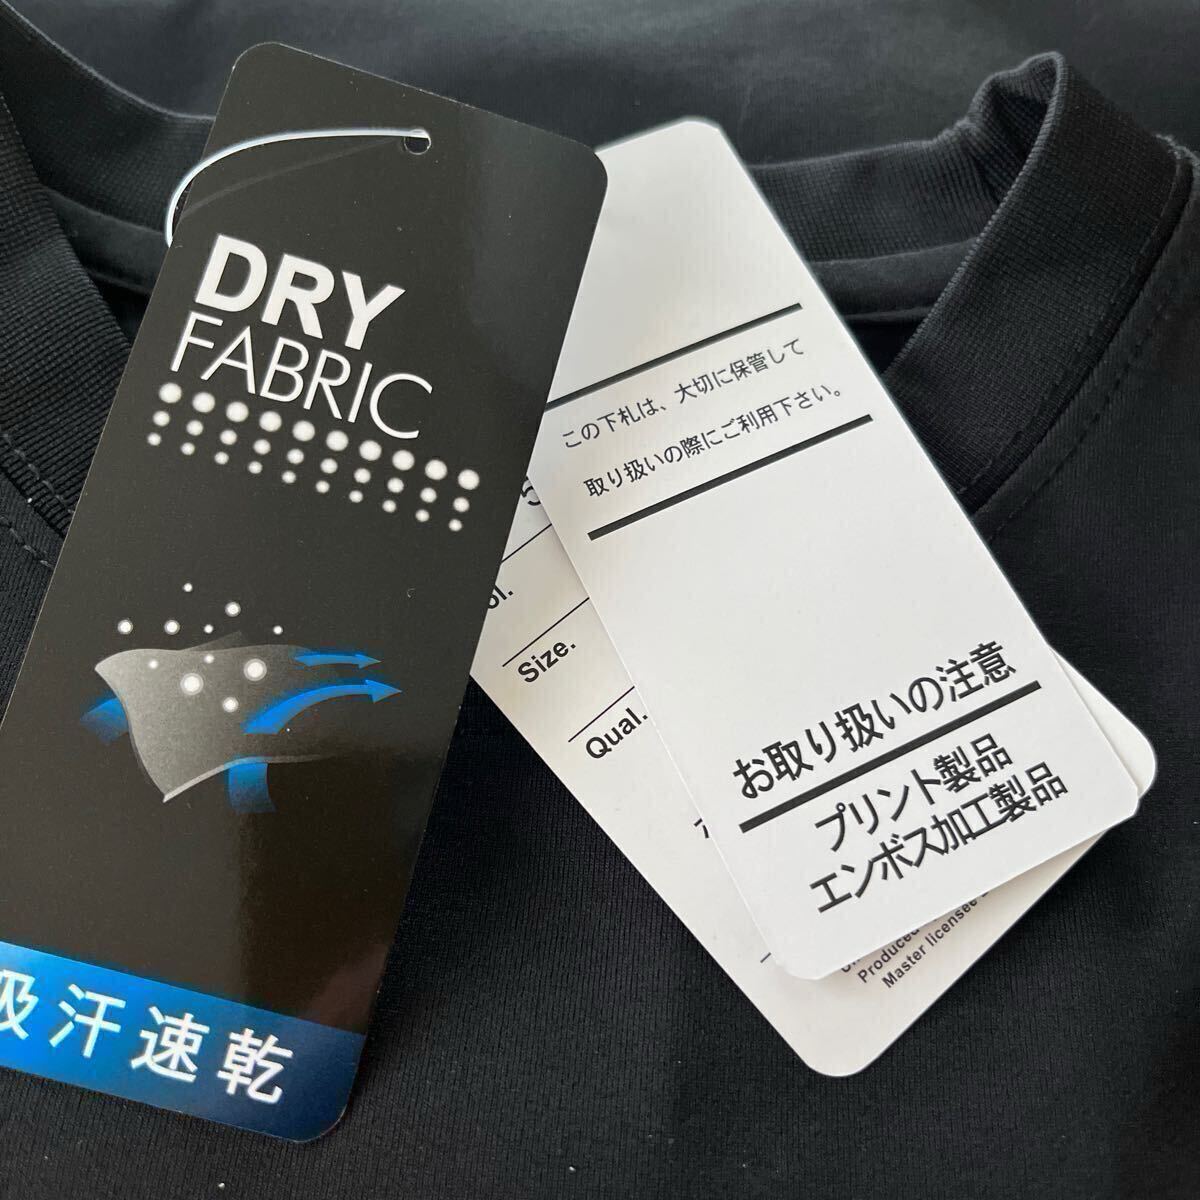 DRY
FABRIC
吸汗速乾
この下札は、大切に保管して
取り扱いの際にご利用下さい。
お取り扱いの注意
プリント製品
エンボス加工製品
Size.
Qual.
Produced
Master licensee